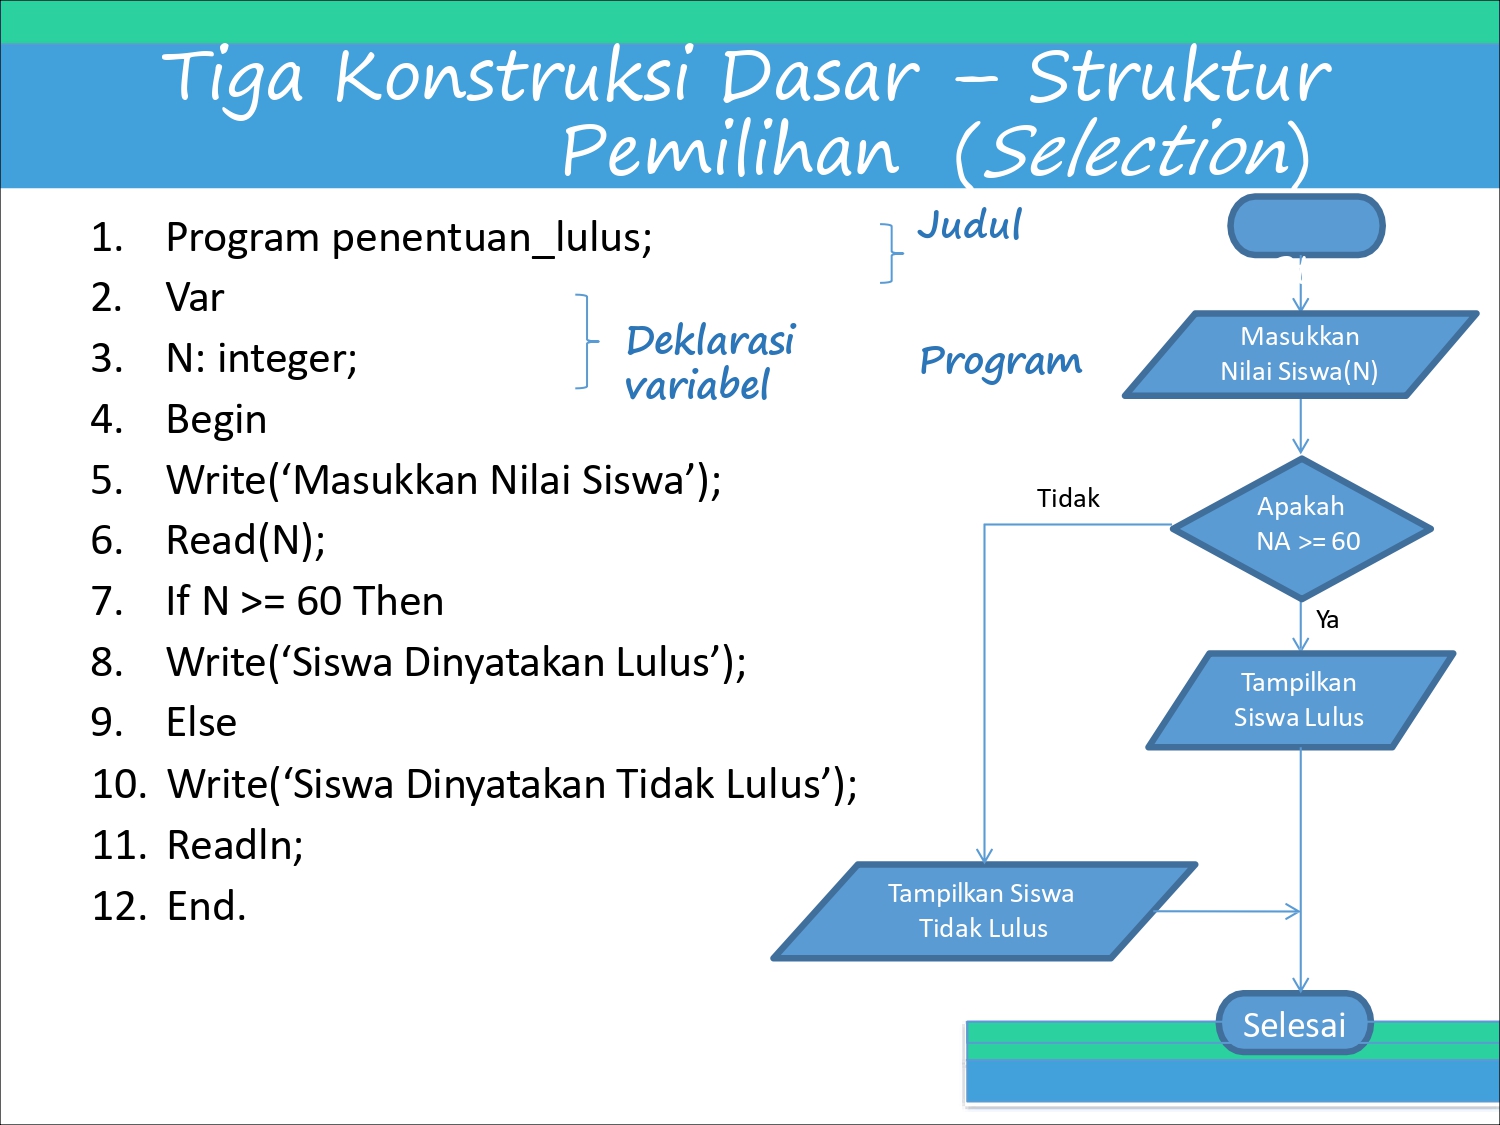 Tiga Konstruksi Dasar – Struktur
Pemilihan (Selection)
1. Program penentuan_lulus;
2. Var
3. N: integer;
4. Begin
5. Write(‘Masukkan Nilai Siswa’);
6. Read(N);
7. If N >= 60 Then
8. Write(‘Siswa Dinyatakan Lulus’);
9. Else
10. Write(‘Siswa Dinyatakan Tidak Lulus’);
11. Readln;
12. End.
Judul
Program
Deklarasi
variabel
Masukkan
Nilai Siswa(N)
Apakah
NA >= 60
Tidak
Ya
Tampilkan
Siswa Lulus
Tampilkan Siswa
Tidak Lulus
Selesai